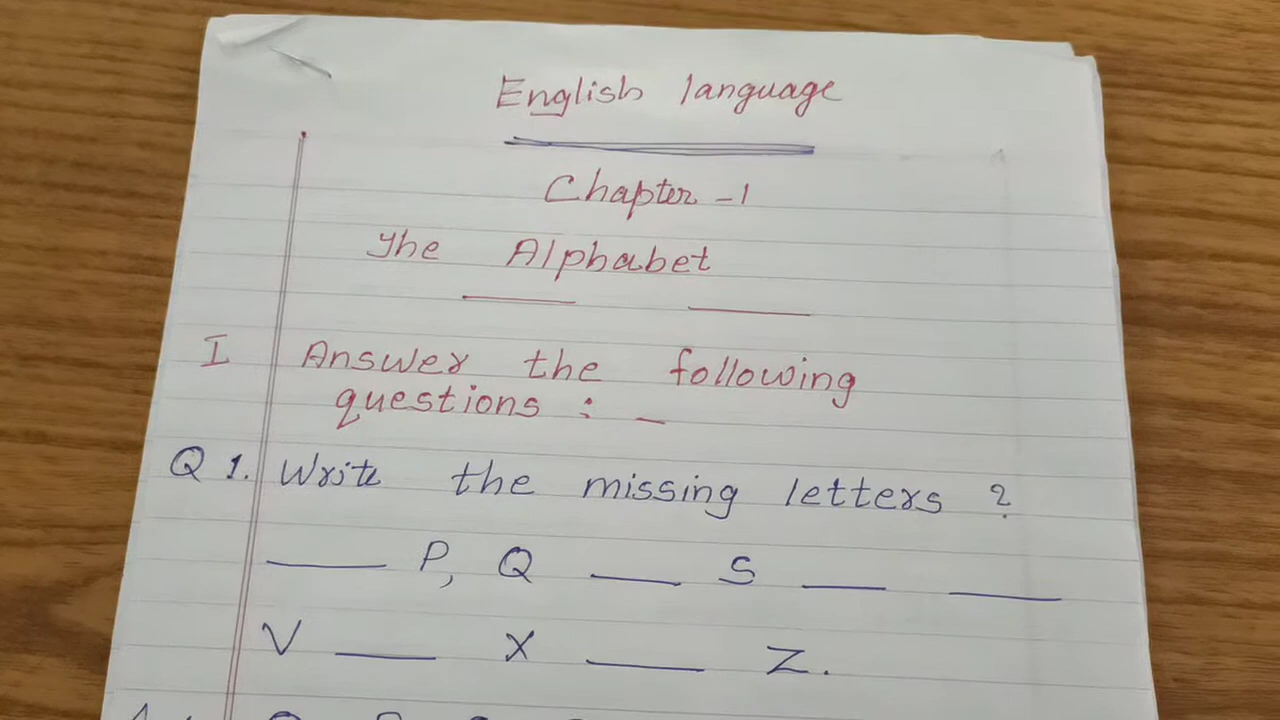 English language
Chapter -1
The Alphabet
I Answer the following
questions : _
Q 1. Write the missing letters ?
____ P, Q ____ S ____ ____
V ____ X ____ Z.